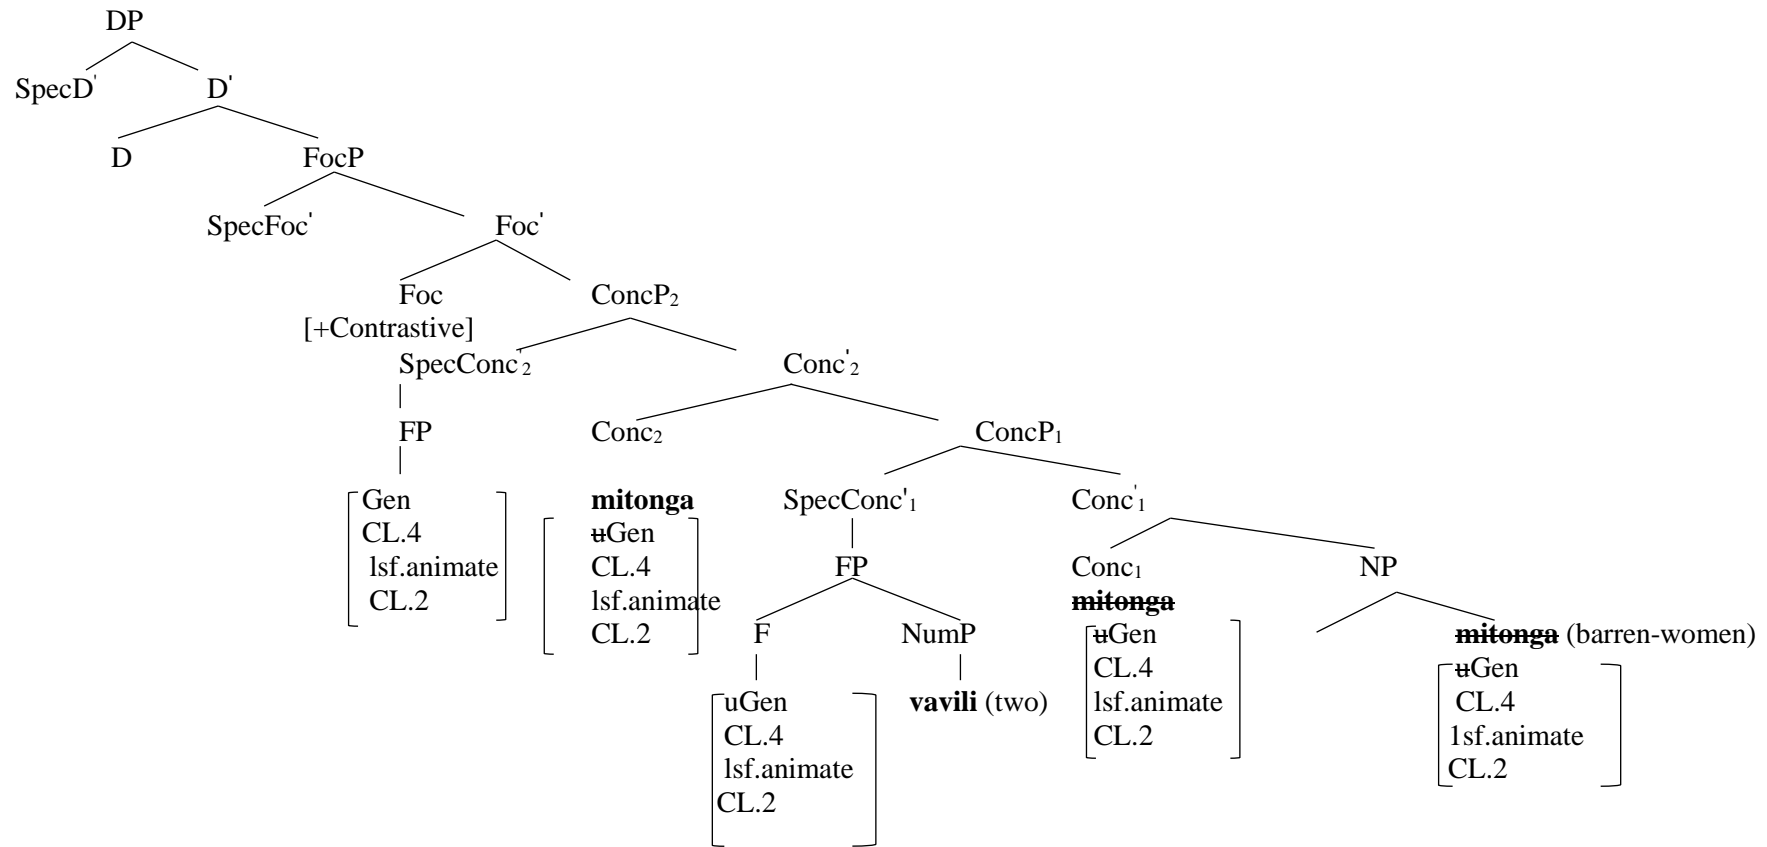 DP
SpecD' D'
D FocP
SpecFoc' Foc'
Foc ConcP₂
[+Contrastive]
SpecConc'₂ Conc'₂
FP Conc₂ ConcP₁
Gen mitonga SpecConc'₁ Conc'₁
CL.4 uGen
lsf.animate CL.4 FP Conc₁ NP
CL.2 lsf.animate mitonga
CL.2 F NumP uGen mitonga (barren-women)
CL.4 uGen
uGen vavili (two) lsf.animate CL.4
CL.4 CL.2 1sf.animate
lsf.animate CL.2
CL.2